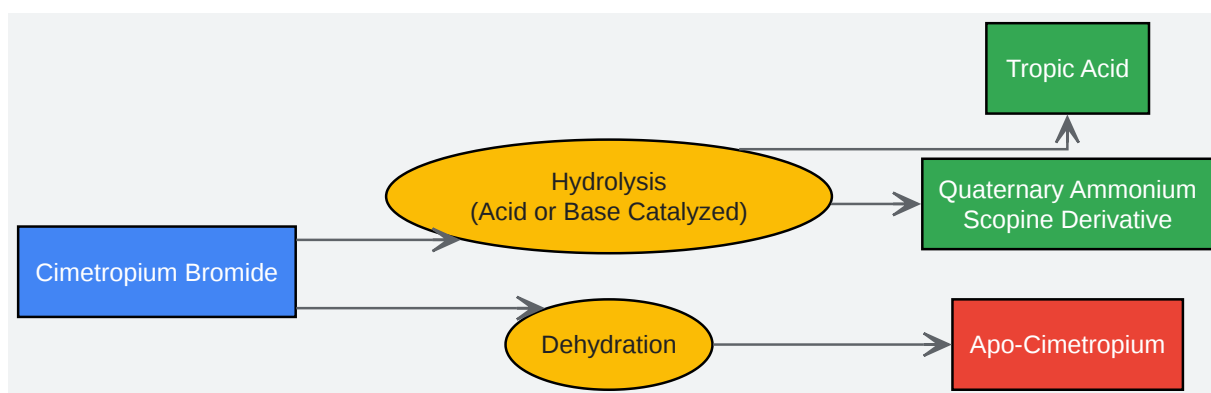 Tropic Acid
Hydrolysis
(Acid or Base Catalyzed)
Quaternary Ammonium
Scopine Derivative
Cimetropium Bromide
Dehydration
Apo-Cimetropium